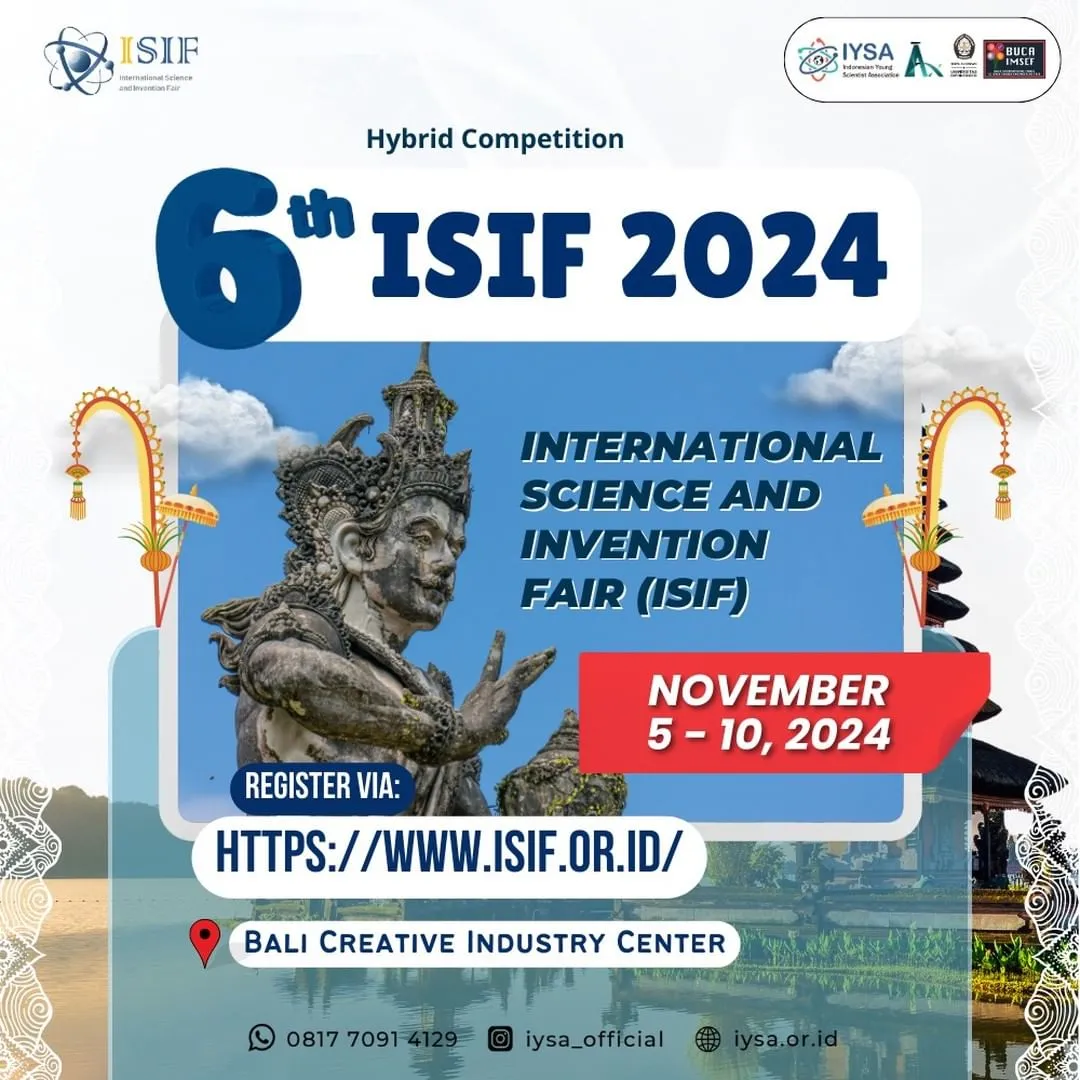 ISIF
International Science
and Invention Fair
IYSA
Indonesian Young
Scientist Association
BUCA
IMSEF
Hybrid Competition
6th ISIF 2024
INTERNATIONAL
SCIENCE AND
INVENTION
FAIR (ISIF)
NOVEMBER
5 - 10, 2024
REGISTER VIA:
HTTPS://WWW.ISIF.OR.ID/
BALI CREATIVE INDUSTRY CENTER
0817 7091 4129
iysa_official
iysa.or.id